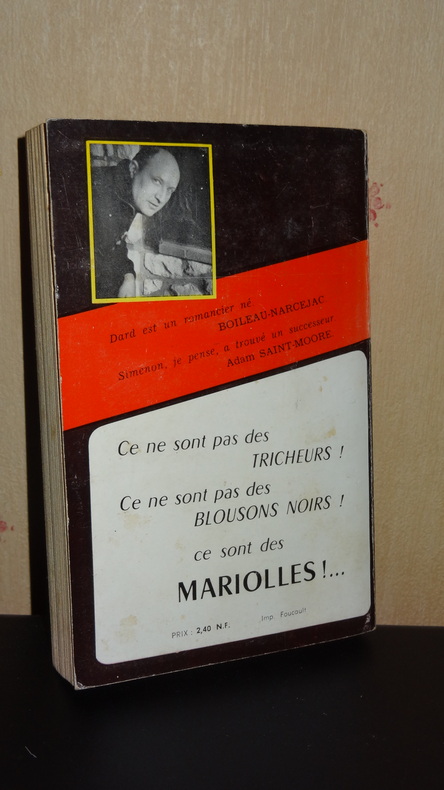 Dard est un romancier né
BOILEAU-NARCEJAC
Simenon, je pense, a trouvé un successeur
Adam SAINT-MOORE.
Ce ne sont pas des
TRICHEURS !
Ce ne sont pas des
BLOUSONS NOIRS !
ce sont des
MARIOLLES !...
PRIX : 2,40 N.F. Imp. Foucault